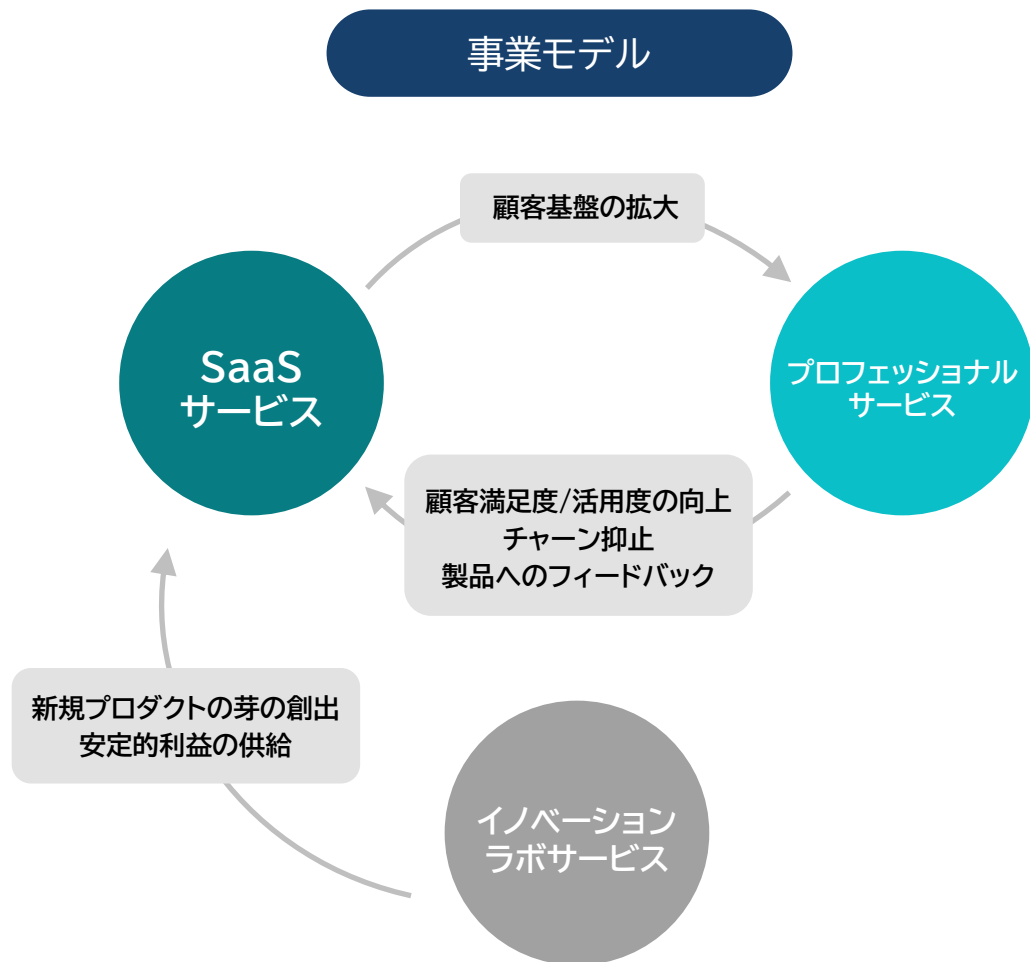 事業モデル
顧客基盤の拡大
SaaS
サービス
プロフェッショナル
サービス
顧客満足度/活用度の向上
チャーン抑止
製品へのフィードバック
新規プロダクトの芽の創出
安定的利益の供給
イノベーション
ラボサービス